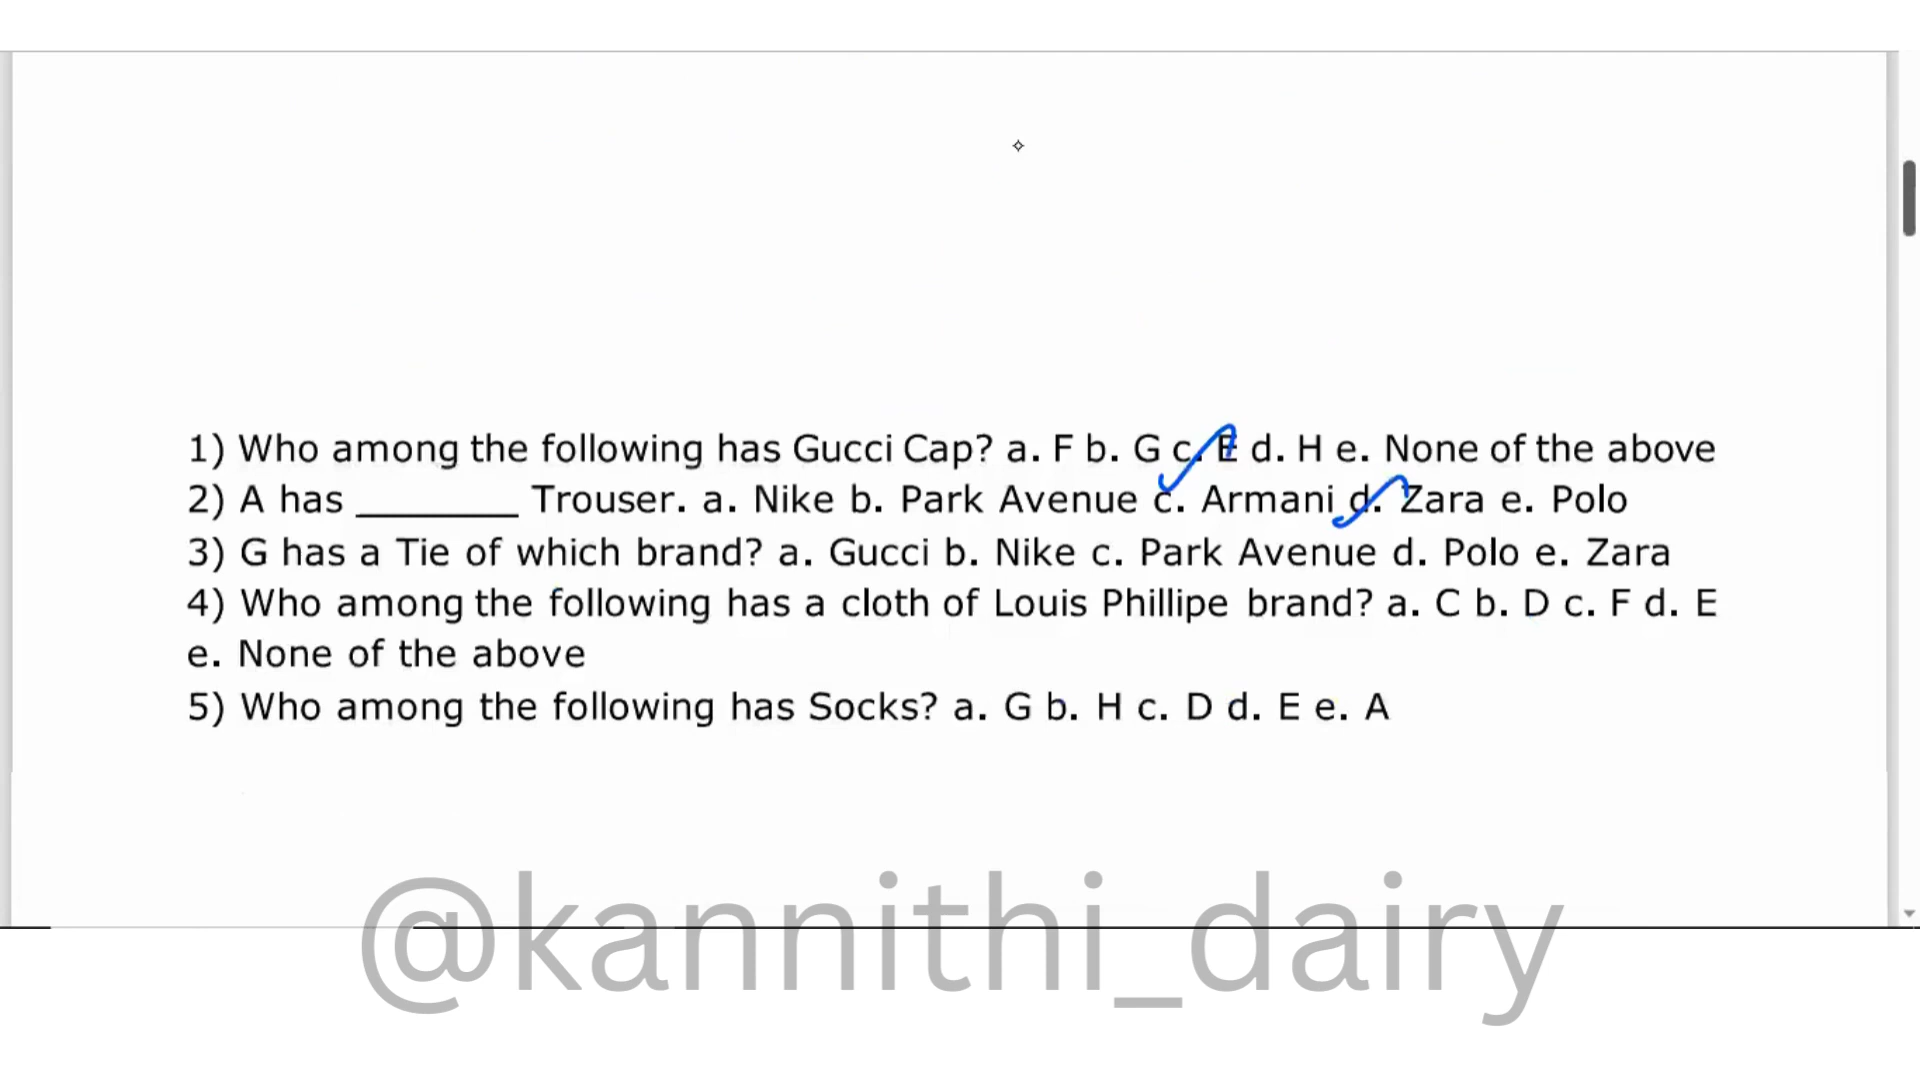 1) Who among the following has Gucci Cap? a. F b. G c. E d. H e. None of the above
2) A has ________ Trouser. a. Nike b. Park Avenue c. Armani d. Zara e. Polo
3) G has a Tie of which brand? a. Gucci b. Nike c. Park Avenue d. Polo e. Zara
4) Who among the following has a cloth of Louis Phillipe brand? a. C b. D c. F d. E
e. None of the above
5) Who among the following has Socks? a. G b. H c. D d. E e. A
@kannithi_dairy